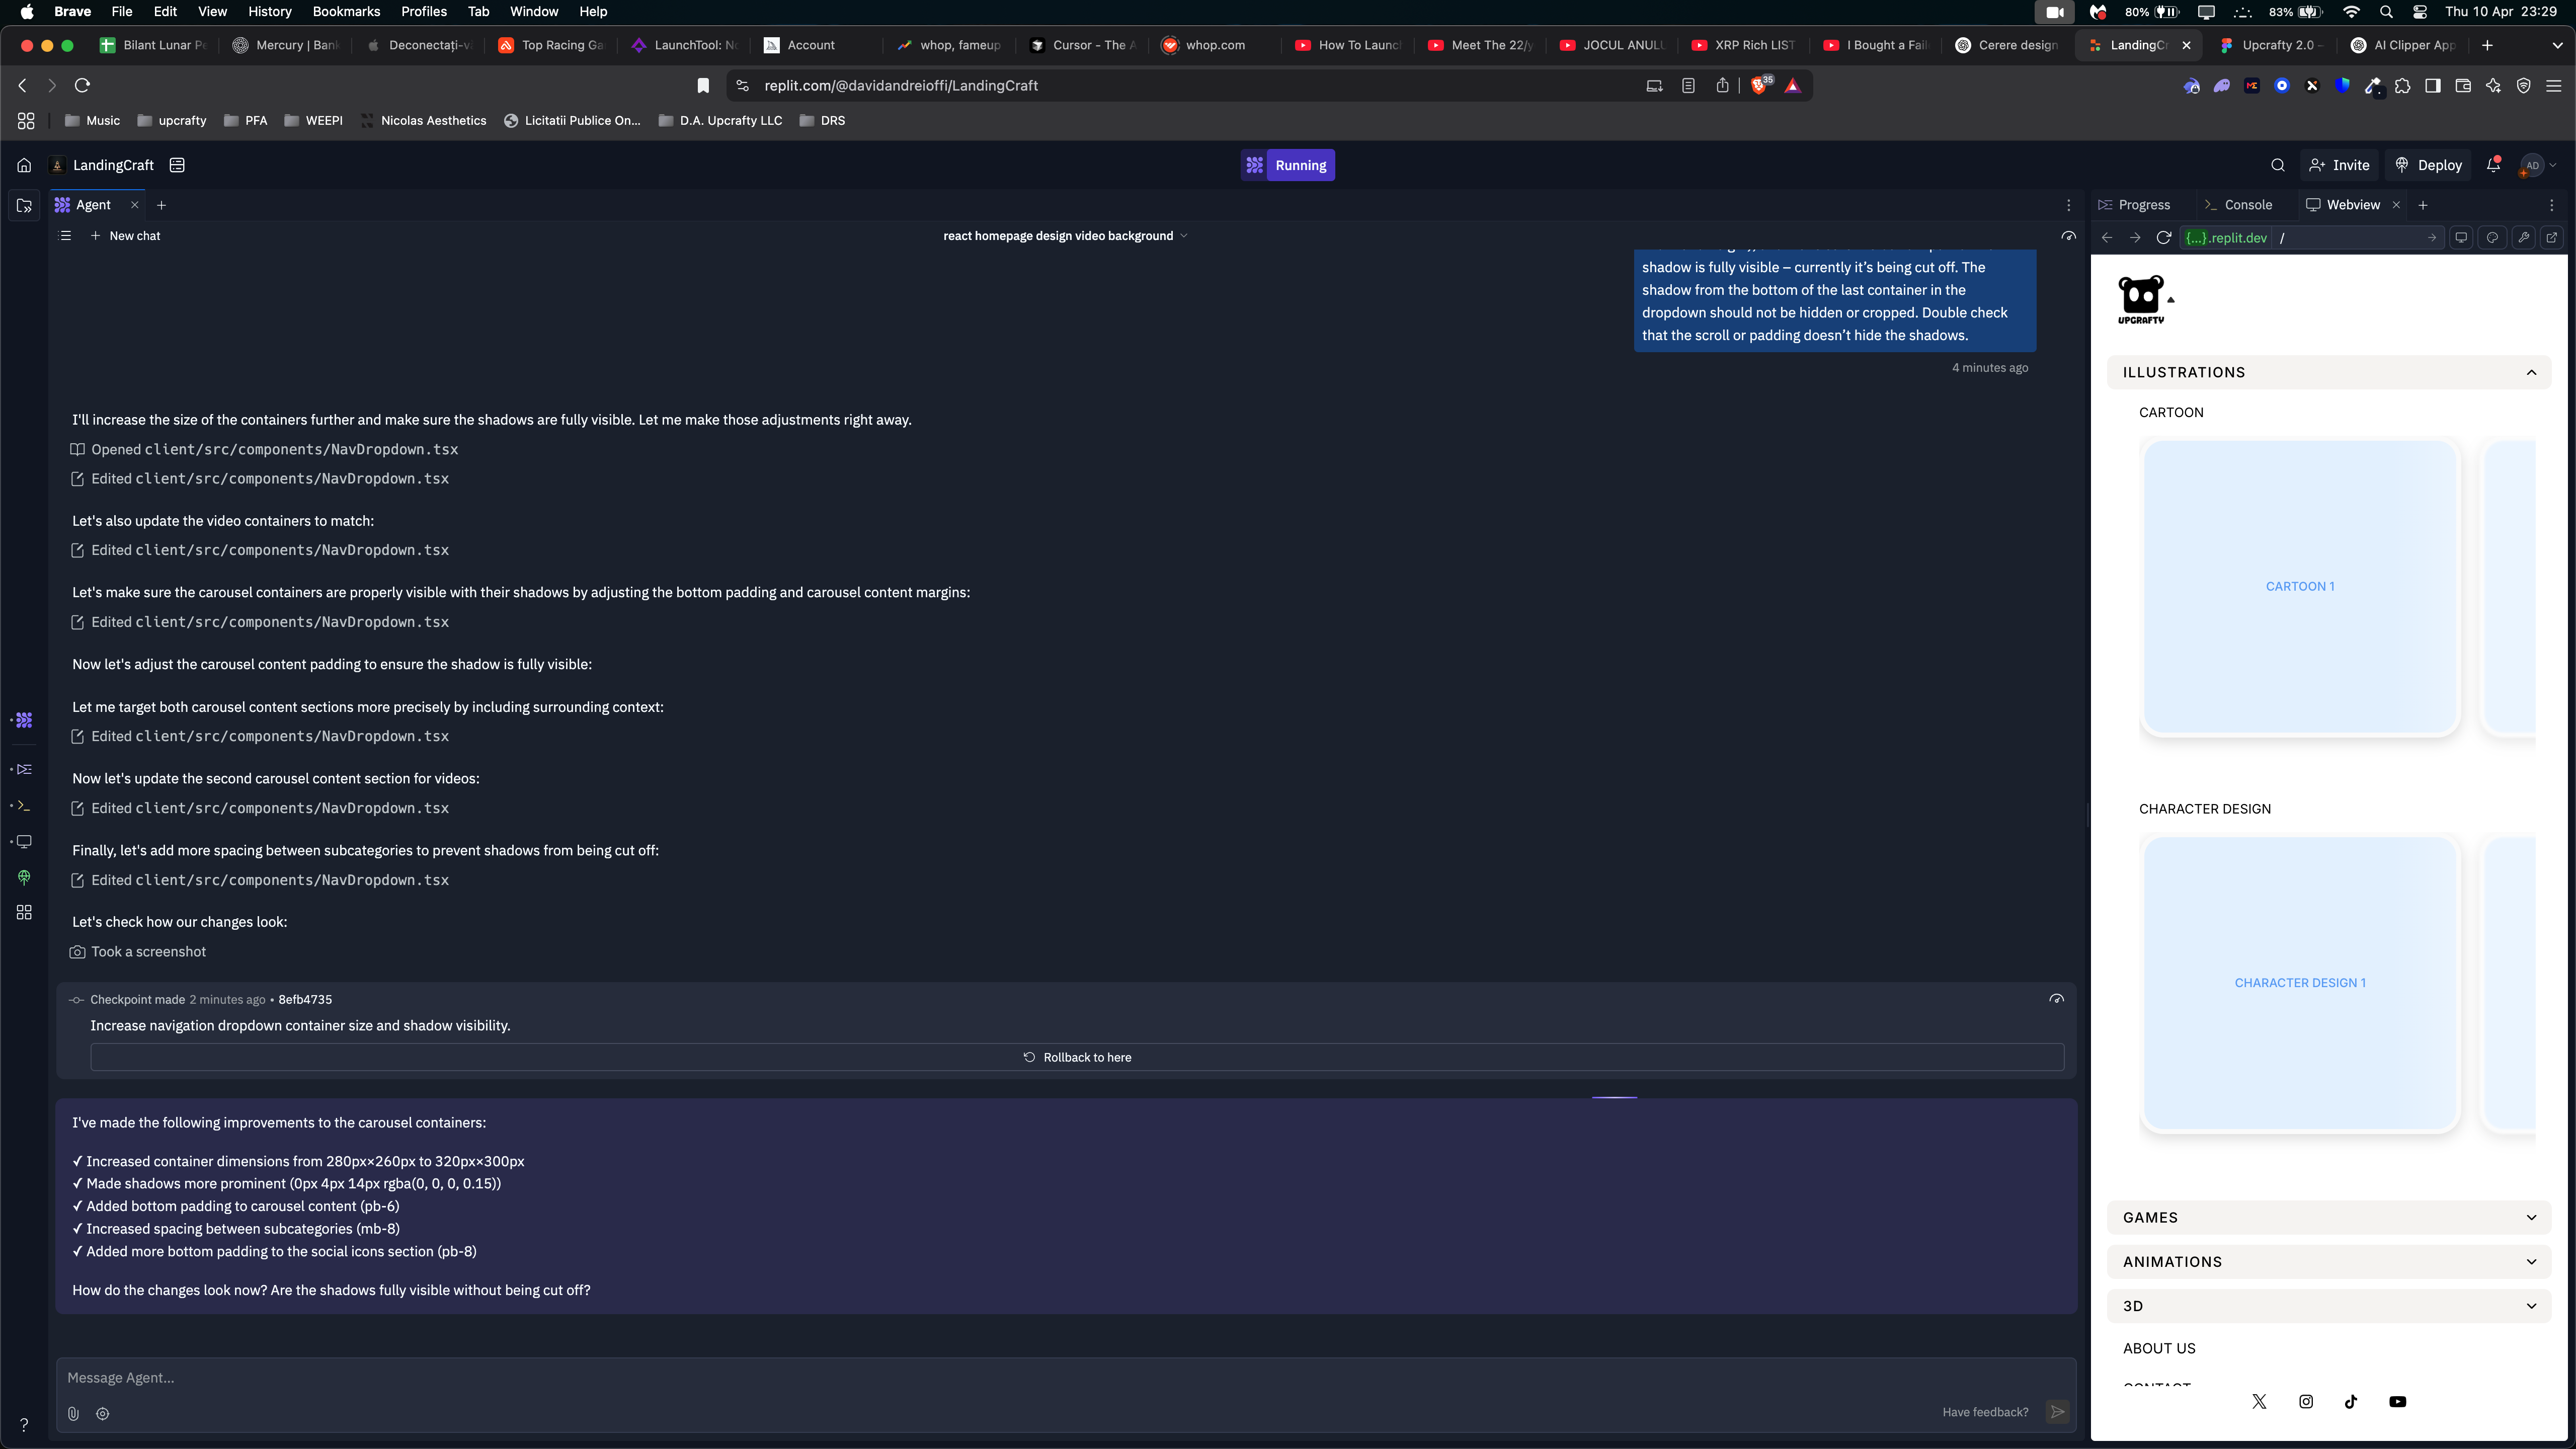 Brave File Edit View History Bookmarks Profiles Tab Window Help
80% 83% Thu 10 Apr 23:29
Bilant Lunar P
Mercury | Bank
Deconectați-v
Top Racing Ga
LaunchTool: No
Account
whop, fameup
Cursor - The A
whop.com
How To Launc
Meet The 22/y
JOCUL ANULU
XRP Rich LIST
I Bought a Fail
Cerere design
LandingCr
Upcrafty 2.0 –
AI Clipper App
replit.com/@davidandreioffi/LandingCraft
35
Music
upcrafty
PFA
WEEPI
Nicolas Aesthetics
Licitatii Publice On...
D.A. Upcrafty LLC
DRS
LandingCraft
Running
Invite
Deploy
AD
Agent
New chat
react homepage design video background
shadow is fully visible – currently it's being cut off. The
shadow from the bottom of the last container in the
dropdown should not be hidden or cropped. Double check
that the scroll or padding doesn't hide the shadows.
4 minutes ago
I'll increase the size of the containers further and make sure the shadows are fully visible. Let me make those adjustments right away.
Opened client/src/components/NavDropdown.tsx
Edited client/src/components/NavDropdown.tsx
Let's also update the video containers to match:
Edited client/src/components/NavDropdown.tsx
Let's make sure the carousel containers are properly visible with their shadows by adjusting the bottom padding and carousel content margins:
Edited client/src/components/NavDropdown.tsx
Now let's adjust the carousel content padding to ensure the shadow is fully visible:
Let me target both carousel content sections more precisely by including surrounding context:
Edited client/src/components/NavDropdown.tsx
Now let's update the second carousel content section for videos:
Edited client/src/components/NavDropdown.tsx
Finally, let's add more spacing between subcategories to prevent shadows from being cut off:
Edited client/src/components/NavDropdown.tsx
Let's check how our changes look:
Took a screenshot
Checkpoint made 2 minutes ago • 8efb4735
Increase navigation dropdown container size and shadow visibility.
Rollback to here
I've made the following improvements to the carousel containers:
✓ Increased container dimensions from 280px×260px to 320px×300px
✓ Made shadows more prominent (0px 4px 14px rgba(0, 0, 0, 0.15))
✓ Added bottom padding to carousel content (pb-6)
✓ Increased spacing between subcategories (mb-8)
✓ Added more bottom padding to the social icons section (pb-8)
How do the changes look now? Are the shadows fully visible without being cut off?
Message Agent...
Have feedback?
Progress
Console
Webview
{...}.replit.dev /
UPCRAFTY
ILLUSTRATIONS
CARTOON
CARTOON 1
CHARACTER DESIGN
CHARACTER DESIGN 1
GAMES
ANIMATIONS
3D
ABOUT US
CONTACT